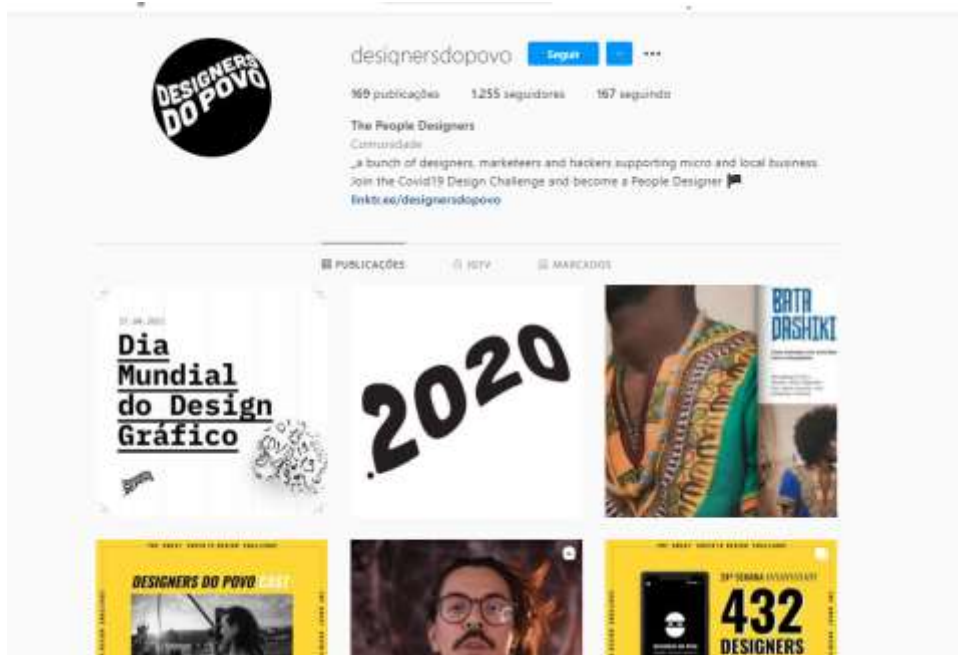 DESIGNERS
DO POVO
designersdopovo Seguir
169 publicações 1.255 seguidores 167 seguindo
The People Designers
Comunidade
_a bunch of designers, marketeers and hackers supporting micro and local business.
Join the Covid19 Design Challenge and become a People Designer
linktr.ee/designersdopovo
PUBLICAÇÕES IGTV MARCADOS
Dia
Mundial
do Design
Gráfico
.2020
BATA
DASHIKI
DESIGNERS DO POVO CAST
432
DESIGNERS